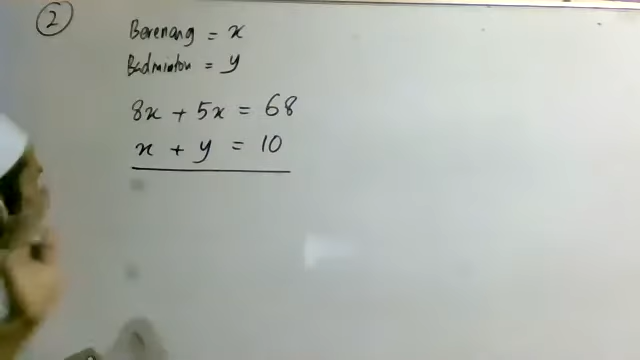 2
Berenang = x
Badminton = y
8x + 5x = 68
x + y = 10